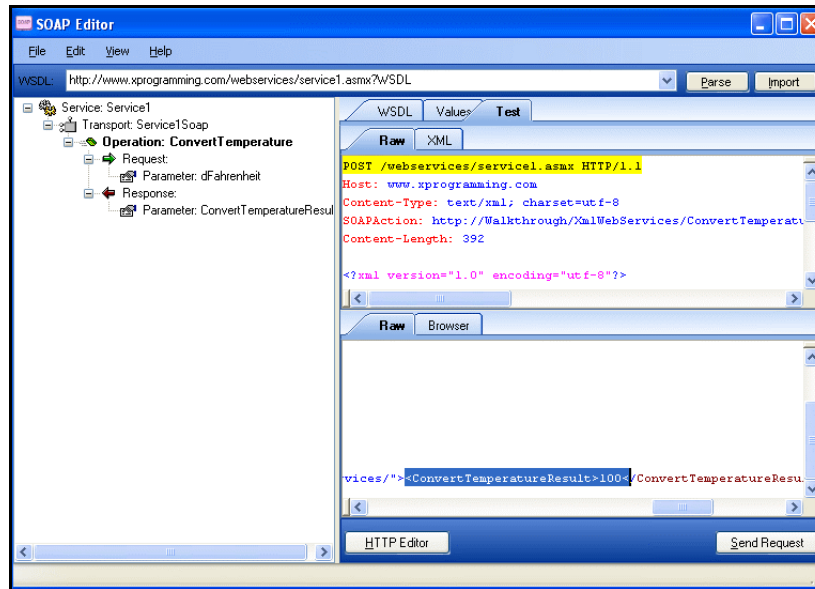 SOAP Editor
File Edit View Help
WSDL: http://www.xprogramming.com/webservices/service1.asmx?WSDL Parse Import
Service: Service1
Transport: Service1Soap
Operation: ConvertTemperature
Request:
Parameter: dFahrenheit
Response:
Parameter: ConvertTemperatureResul
WSDL Values Test
Raw XML
POST /webservices/service1.asmx HTTP/1.1
Host: www.xprogramming.com
Content-Type: text/xml; charset=utf-8
SOAPAction: http://Walkthrough/XmlWebServices/ConvertTemperatu
Content-Length: 392
<?xml version="1.0" encoding="utf-8"?>
Raw Browser
vices/"><ConvertTemperatureResult>100</ConvertTemperatureResu
HTTP Editor Send Request